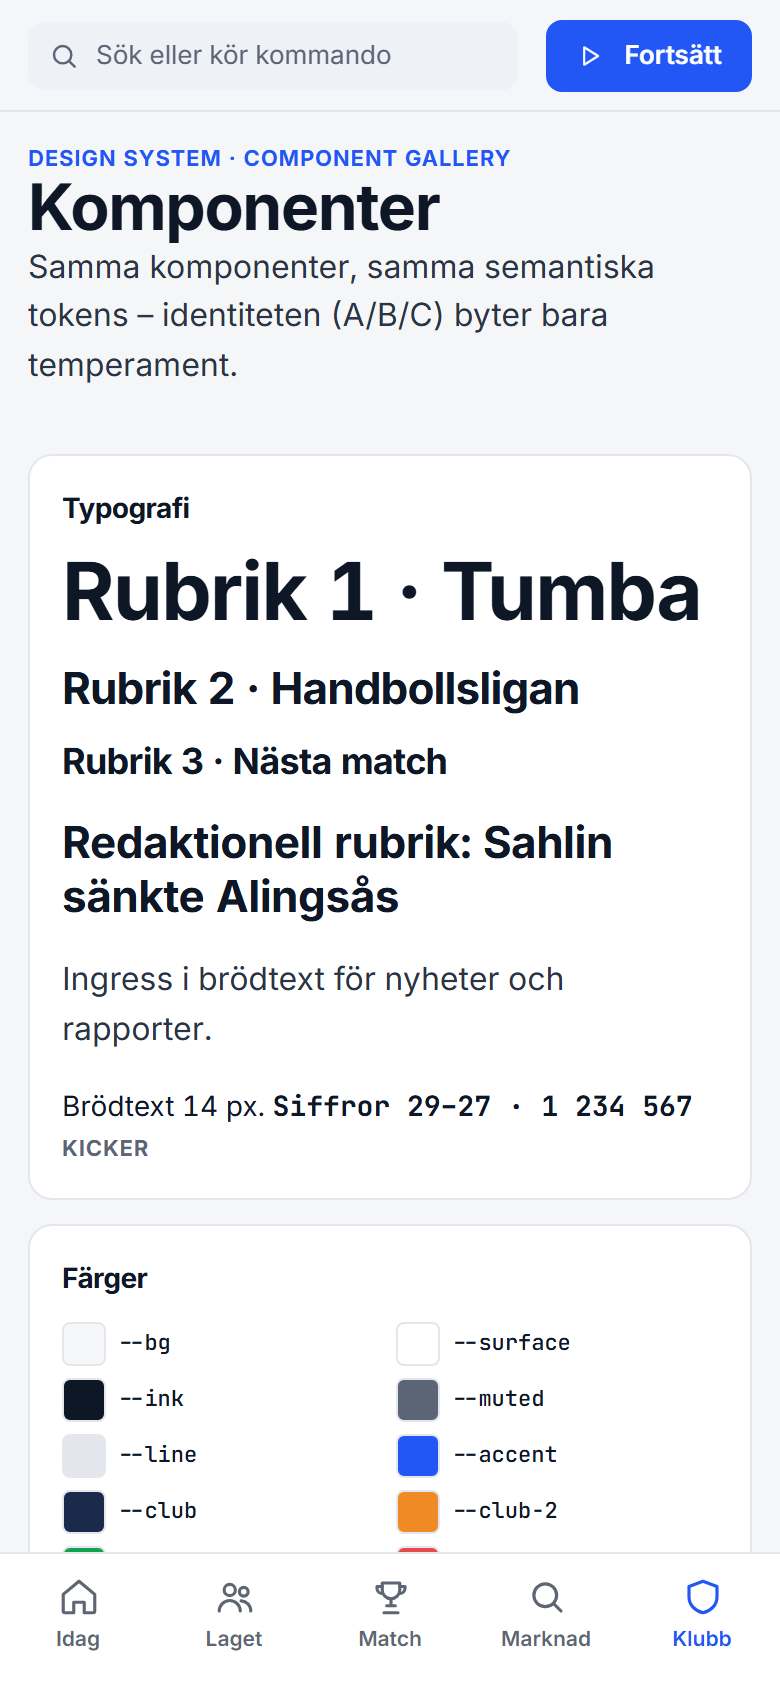 Sök eller kör kommando
Fortsätt
DESIGN SYSTEM · COMPONENT GALLERY
Komponenter
Samma komponenter, samma semantiska
tokens – identiteten (A/B/C) byter bara
temperament.
Typografi
Rubrik 1 · Tumba
Rubrik 2 · Handbollsligan
Rubrik 3 · Nästa match
Redaktionell rubrik: Sahlin
sänkte Alingsås
Ingress i brödtext för nyheter och
rapporter.
Brödtext 14 px. Siffror 29–27 · 1 234 567
KICKER
Färger
--bg
--surface
--ink
--muted
--line
--accent
--club
--club-2
Idag
Laget
Match
Marknad
Klubb